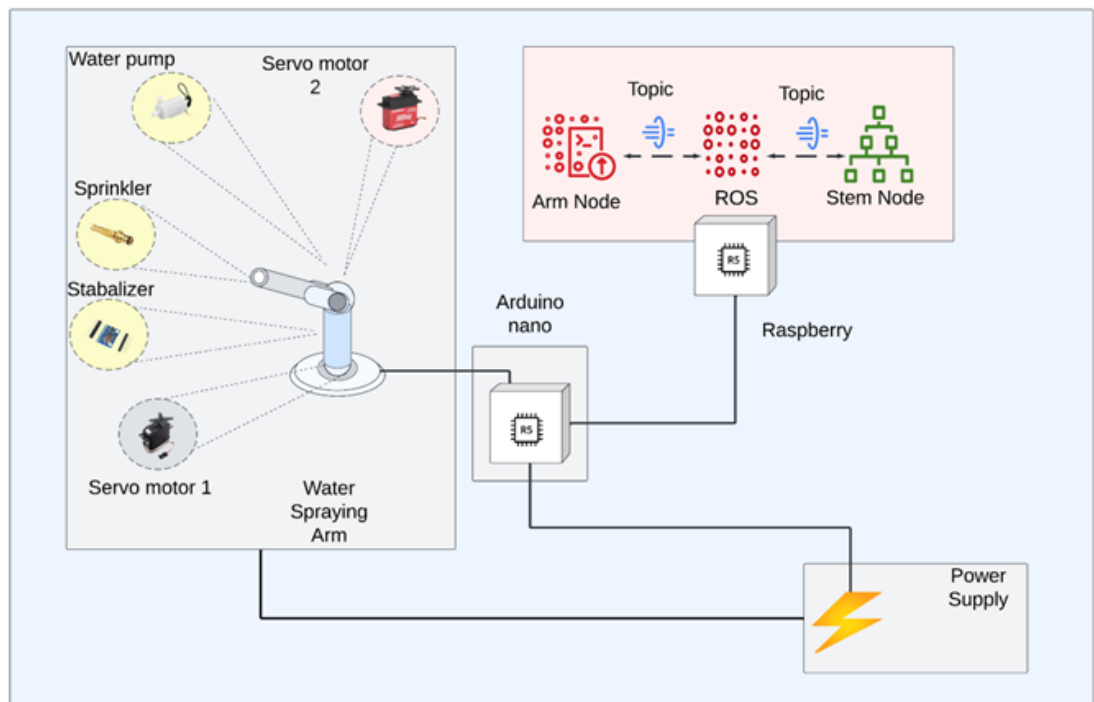 Water pump
Servo motor
2
Sprinkler
Stabalizer
Servo motor 1
Water
Spraying
Arm
Topic
Topic
Arm Node
ROS
Stem Node
R5
Raspberry
Arduino
nano
R5
Power
Supply